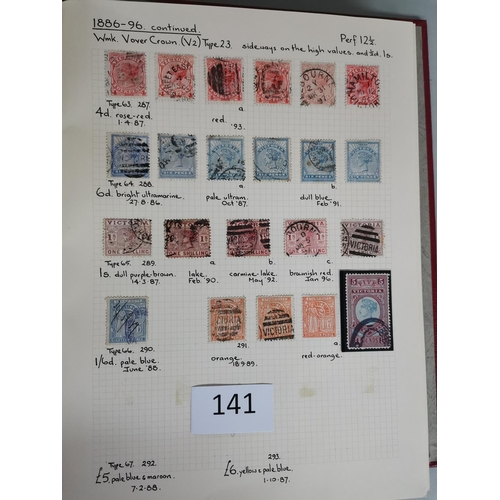 1886-96. continued.
Wmk. V over Crown (V2) Type 23. sideways on the high values. and ½d. 1s. Perf 12½
Type 63. 287. a.
4d. rose-red. red.
1.4.87. '93.
Type 64. 288. a. b.
6d. bright ultramarine. pale ultram. dull blue.
27.8.86. Oct '87. Feb '91.
Type 65. 289. a. b. c.
1s. dull purple-brown. lake. carmine-lake. brownish red.
14.3.87. Feb. '90. May '92. Jan '96.
VICTORIA
Type 66. 290. 291. a.
1/6d. pale blue. orange. red-orange.
June '88. 18.9.89.
141
Type 67. 292. 293.
£5. pale blue & maroon. £6. yellow & pale blue.
7.2.88. 1.10.87.